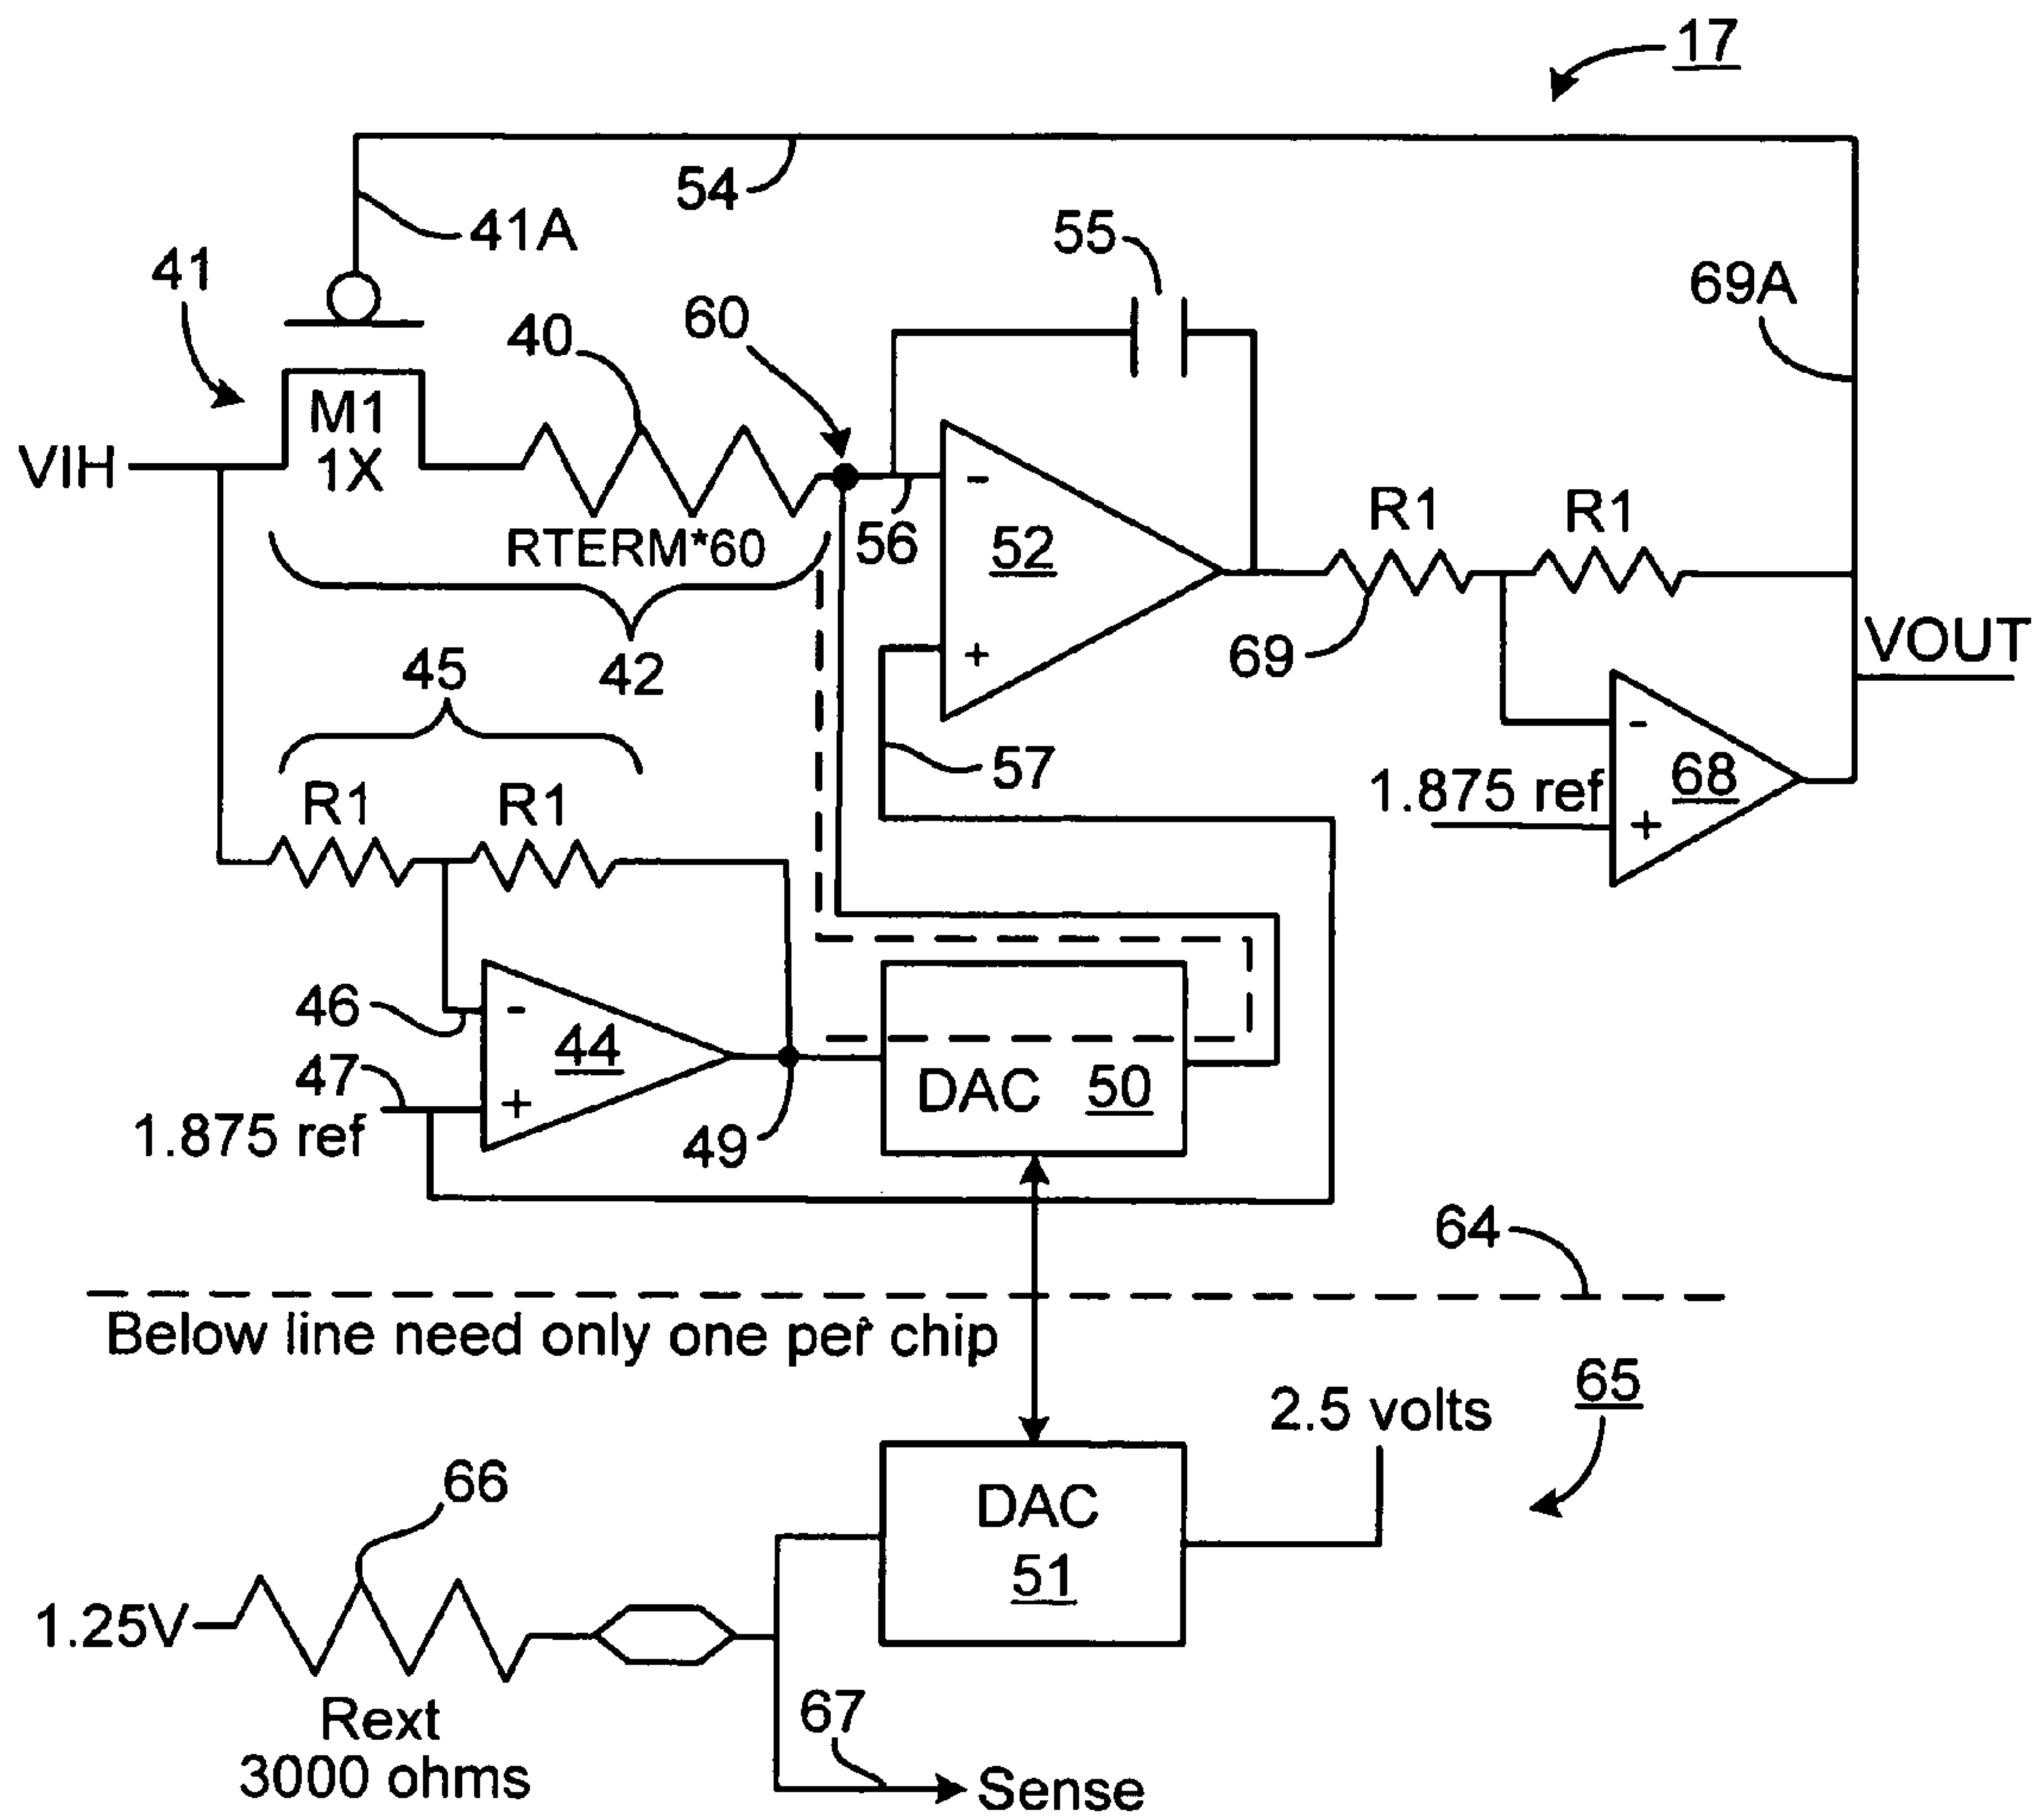 17
54
41A
41
55
69A
60
40
M1
1X
VIH
R1 R1
RTERM*60
56
52
-
+
69
VOUT
45
42
57
R1 R1
1.875 ref
68
-
+
46
44
-
+
47
1.875 ref
49
DAC 50
64
Below line need only one per chip
65
2.5 volts
66
DAC
51
1.25V
Rext
3000 ohms
67
Sense